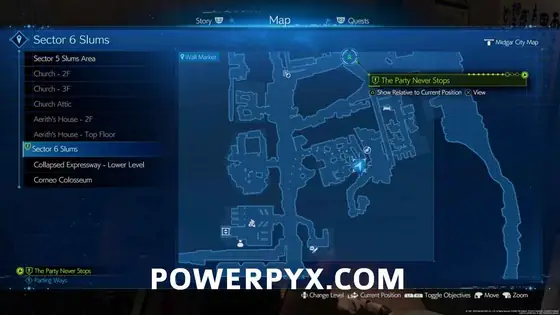 Story Map Quests
Sector 6 Slums
Midgar City Map
Sector 5 Slums Area
Church - 2F
Church - 3F
Church Attic
Aerith's House - 2F
Aerith's House - Top Floor
Sector 6 Slums
Collapsed Expressway - Lower Level
Corneo Colosseum
Wall Market
The Party Never Stops
Show Relative to Current Position View
The Party Never Stops
Parting Ways
POWERPYX.COM
Change Level Current Position Toggle Objectives Move Zoom